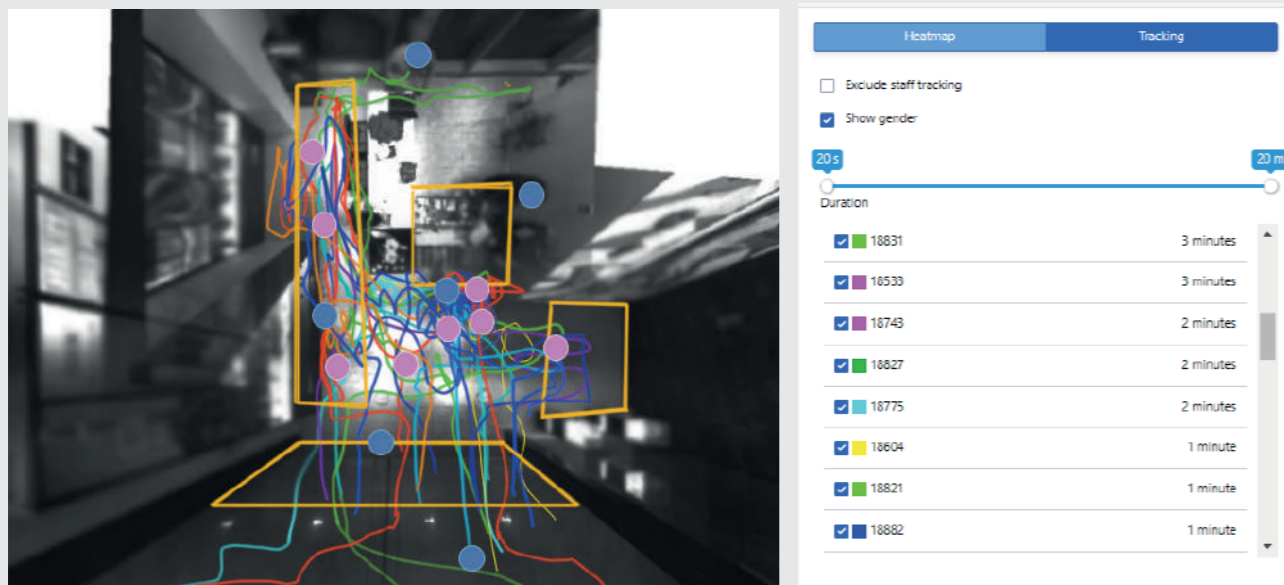 Heatmap Tracking
Exclude staff tracking
Show gender
20 s 20 m
Duration
18831 3 minutes
18533 3 minutes
18743 2 minutes
18827 2 minutes
18775 2 minutes
18604 1 minute
18821 1 minute
18882 1 minute